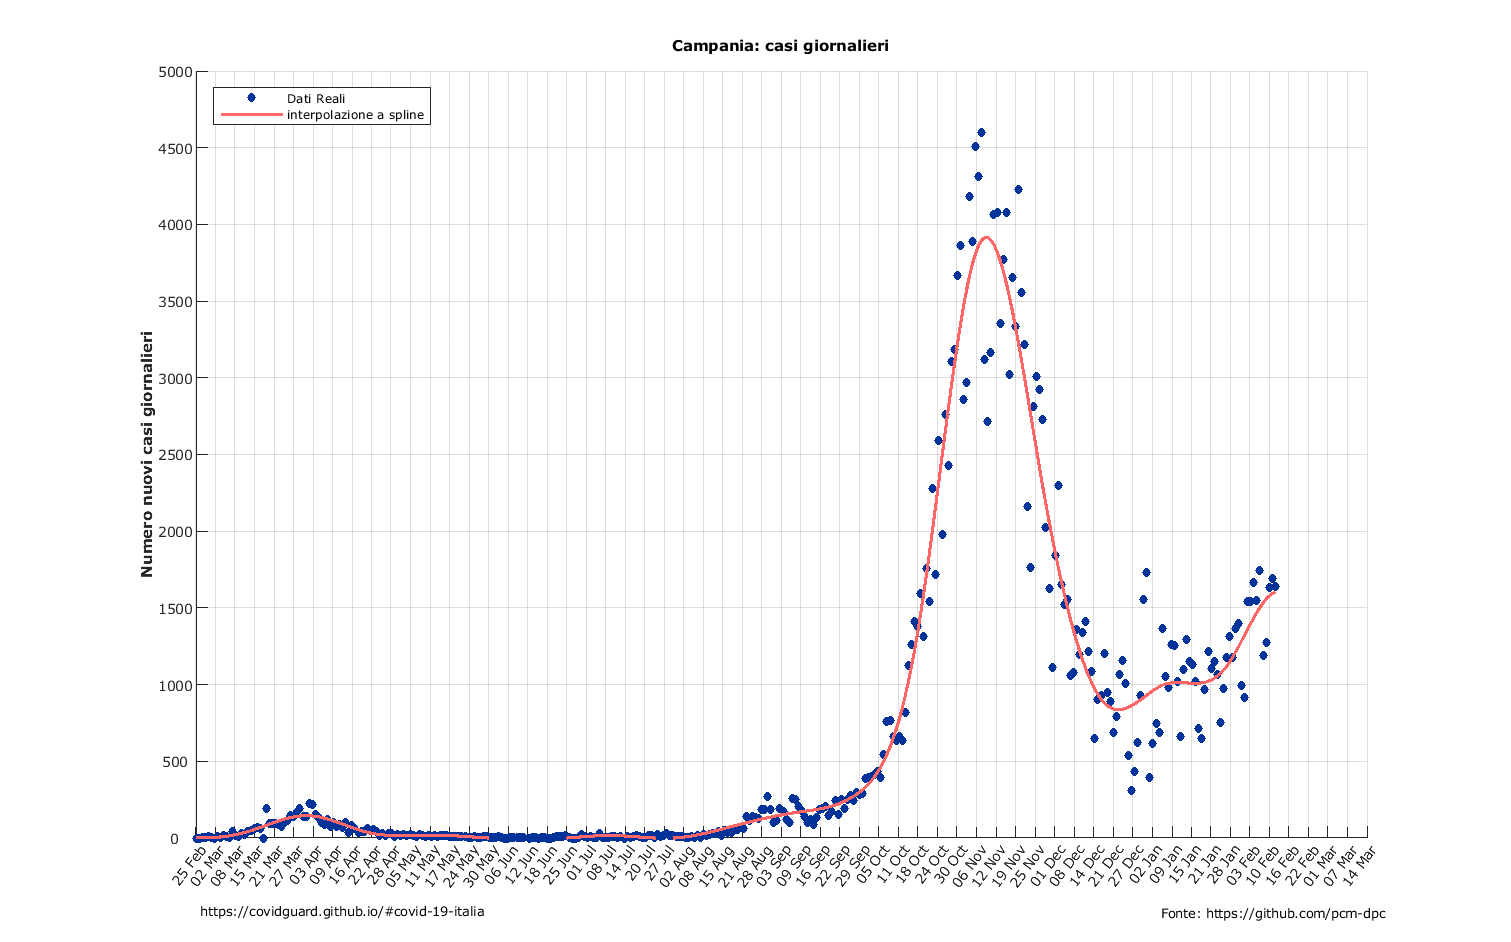 Campania: casi giornalieri
Dati Reali
interpolazione a spline
Numero nuovi casi giornalieri
5000
4500
4000
3500
3000
2500
2000
1500
1000
500
0
25 Feb
02 Mar
08 Mar
15 Mar
21 Mar
27 Mar
03 Apr
09 Apr
16 Apr
22 Apr
28 Apr
05 May
11 May
17 May
24 May
30 May
06 Jun
12 Jun
18 Jun
25 Jun
01 Jul
08 Jul
14 Jul
20 Jul
27 Jul
02 Aug
08 Aug
15 Aug
21 Aug
28 Aug
03 Sep
09 Sep
16 Sep
22 Sep
29 Sep
05 Oct
11 Oct
18 Oct
24 Oct
30 Oct
06 Nov
12 Nov
19 Nov
25 Nov
01 Dec
08 Dec
14 Dec
21 Dec
27 Dec
02 Jan
09 Jan
15 Jan
21 Jan
28 Jan
03 Feb
10 Feb
16 Feb
22 Feb
01 Mar
07 Mar
14 Mar
https://covidguard.github.io/#covid-19-italia
Fonte: https://github.com/pcm-dpc